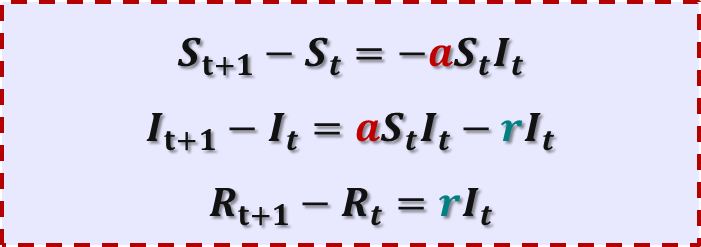 S_{t+1} − S_t = −aS_tI_t
I_{t+1} − I_t = aS_tI_t − rI_t
R_{t+1} − R_t = rI_t